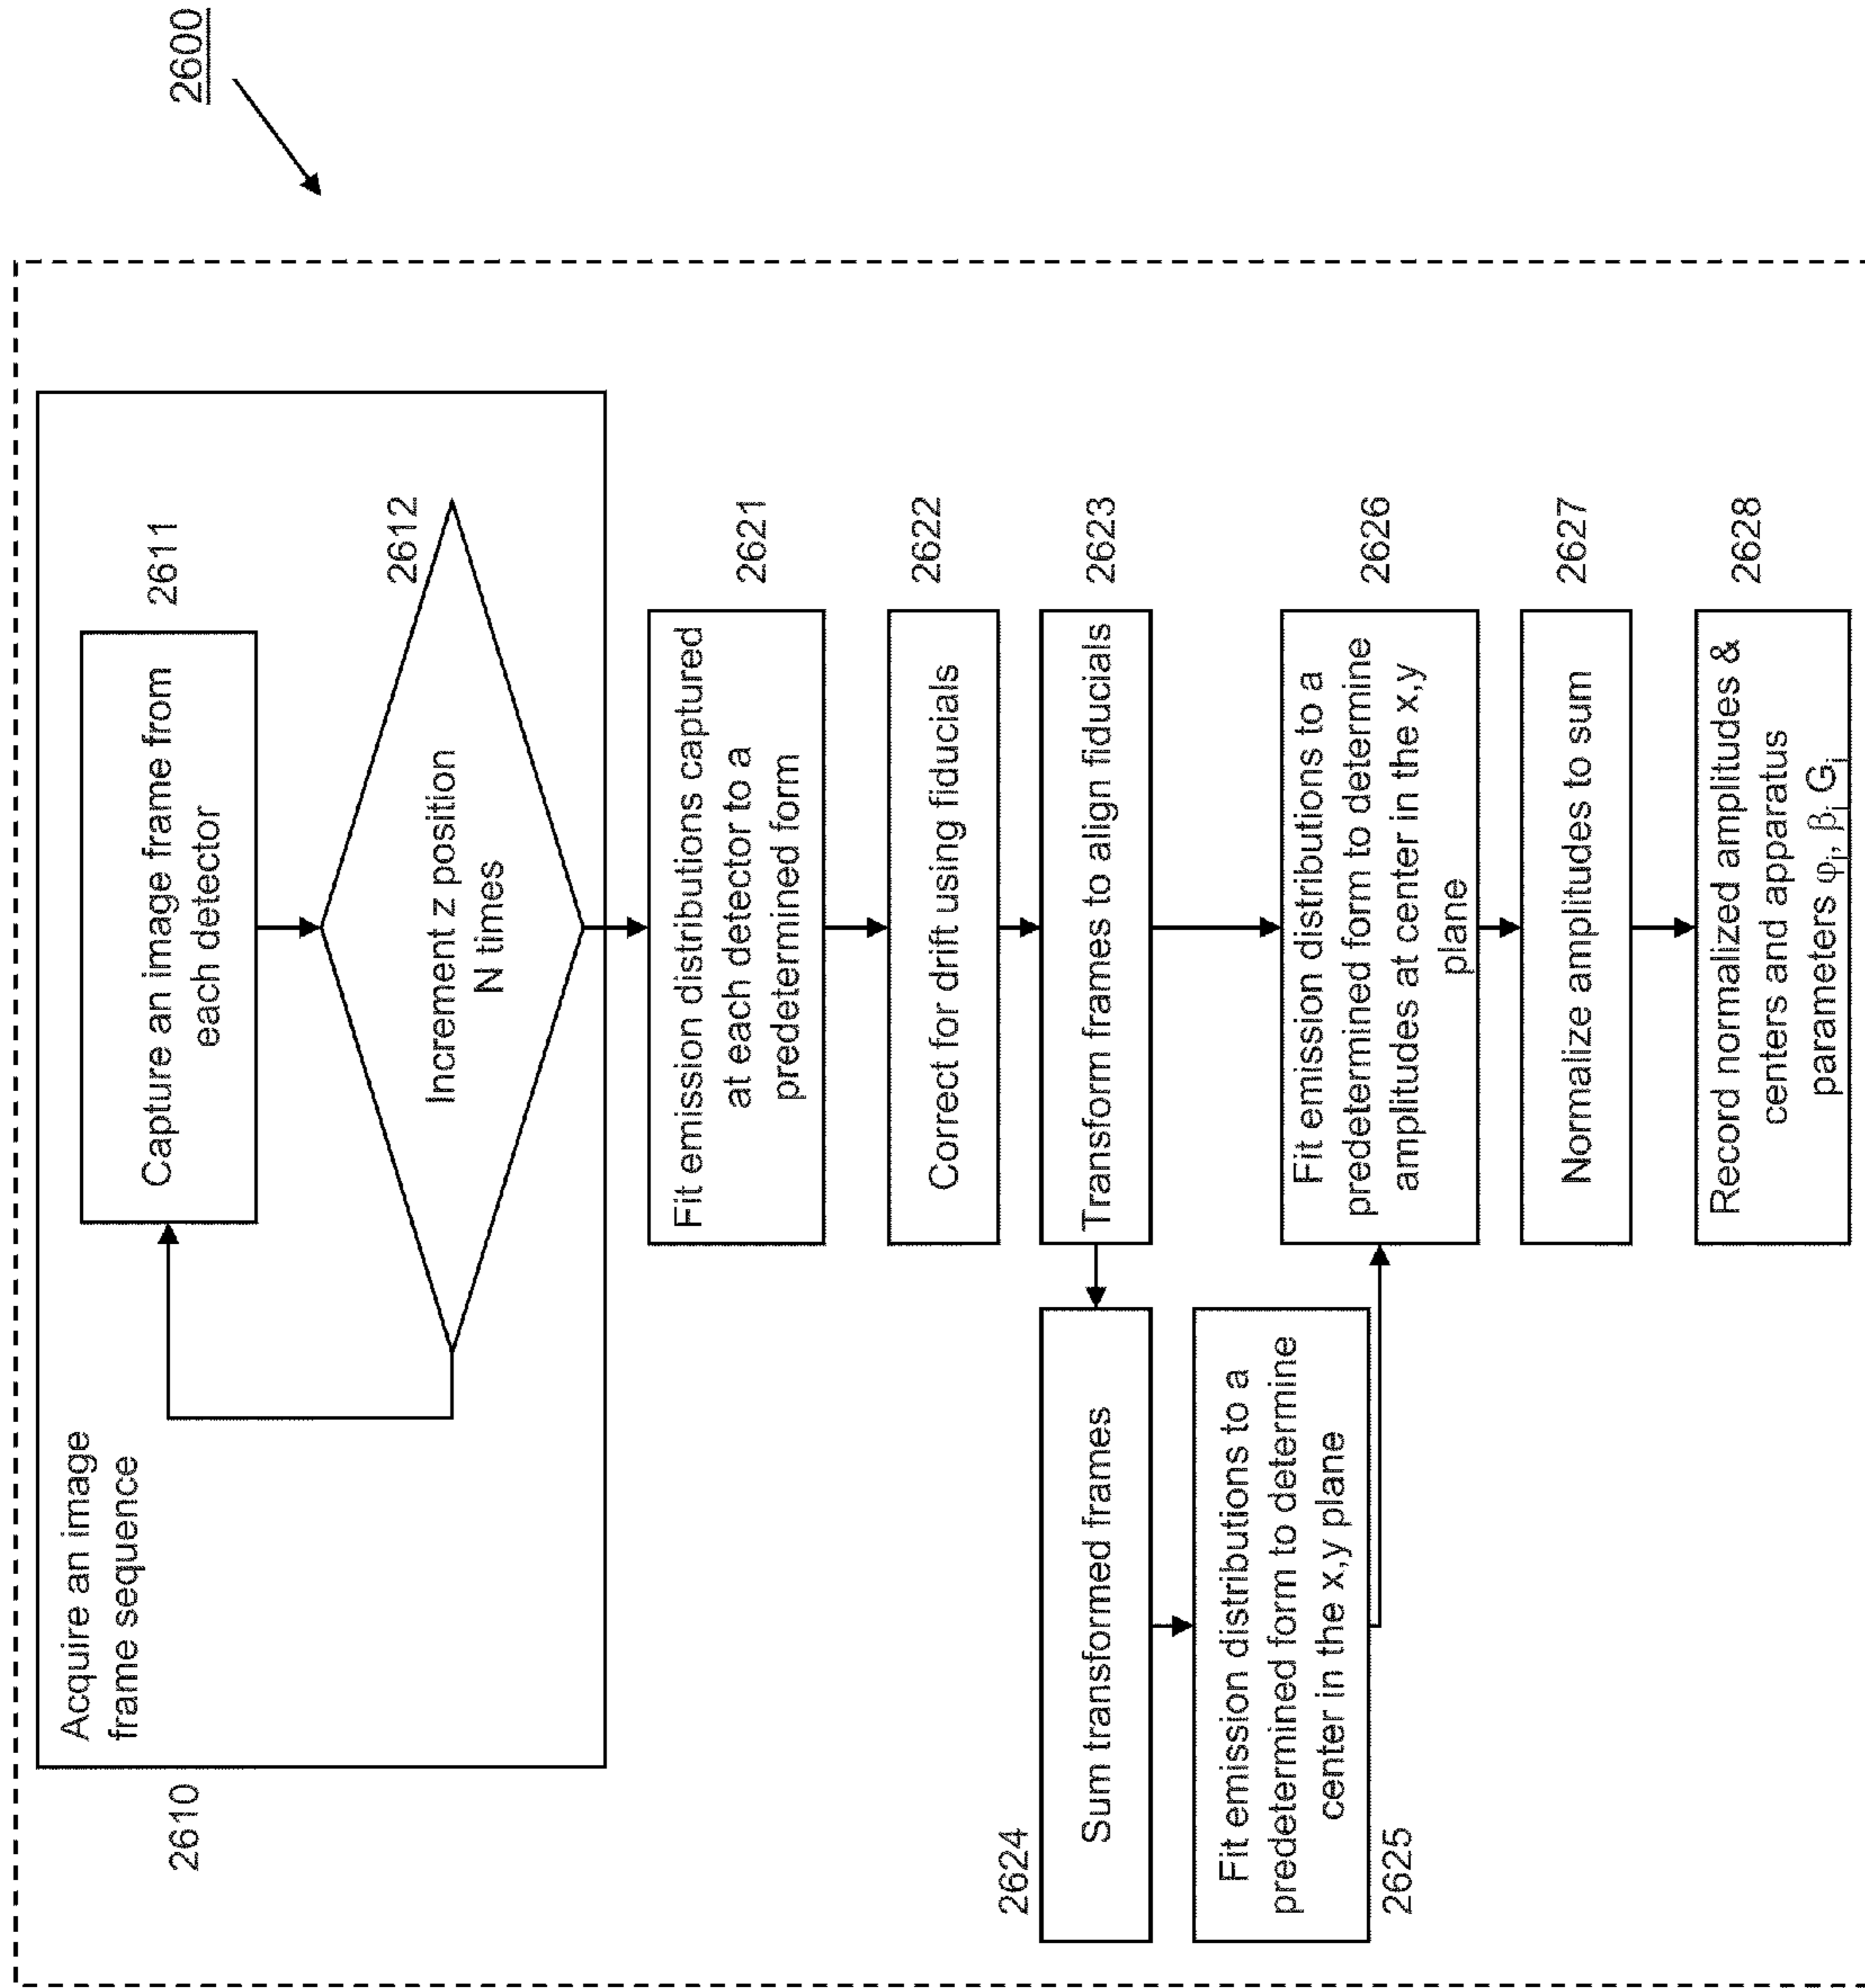 2600
Acquire an image
frame sequence
2610
Capture an image frame from
each detector
2611
Increment z position
N times
2612
Fit emission distributions captured
at each detector to a
predetermined form
2621
Correct for drift using fiducials
2622
Transform frames to align fiducials
2623
2624
Sum transformed frames
Fit emission distributions to a
predetermined form to determine
center in the x,y plane
2625
Fit emission distributions to a
predetermined form to determine
amplitudes at center in the x,y
plane
2626
Normalize amplitudes to sum
2627
Record normalized amplitudes &
centers and apparatus
parameters φj, βj Gj
2628